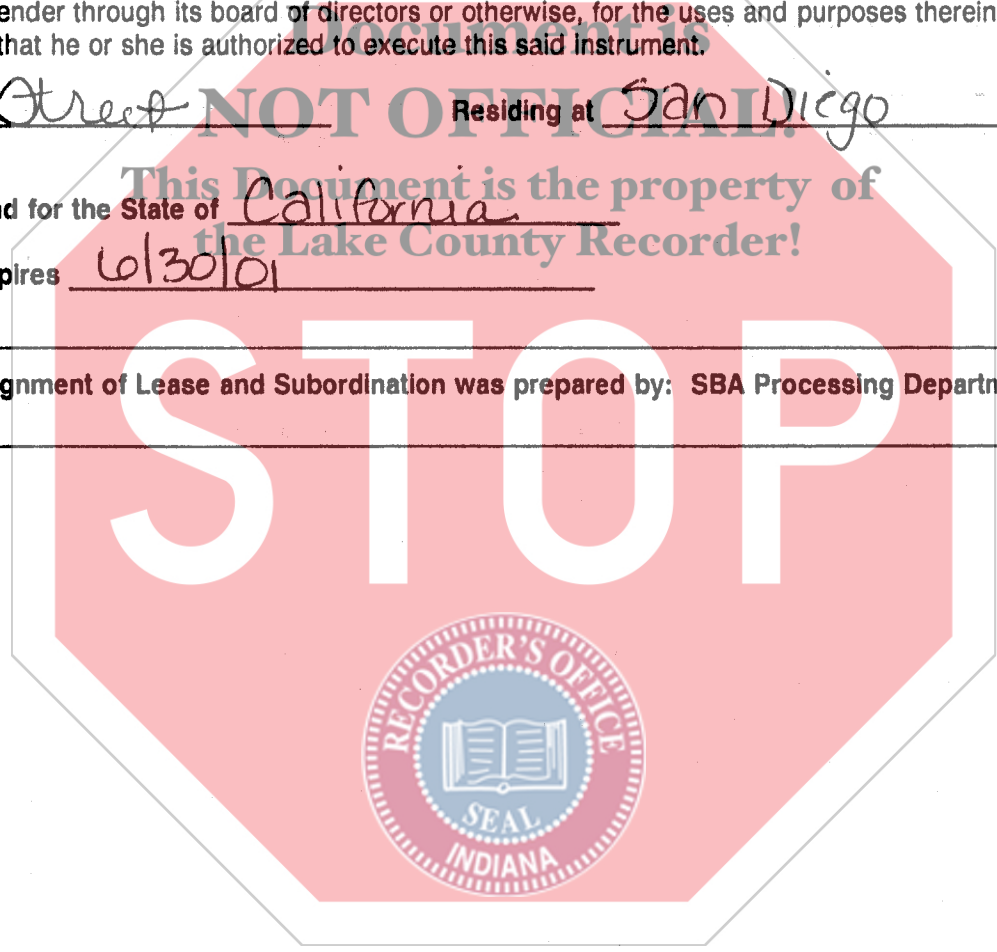 Document is
ender through its board of directors or otherwise, for the uses and purposes therein
that he or she is authorized to execute this said instrument.
NOT OFFICIAL!
Street Residing at San Diego
This Document is the property of
d for the State of California
the Lake County Recorder!
pires 6/30/01
gnment of Lease and Subordination was prepared by: SBA Processing Departm
STOP
RECORDER'S OFFICE
SEAL
INDIANA